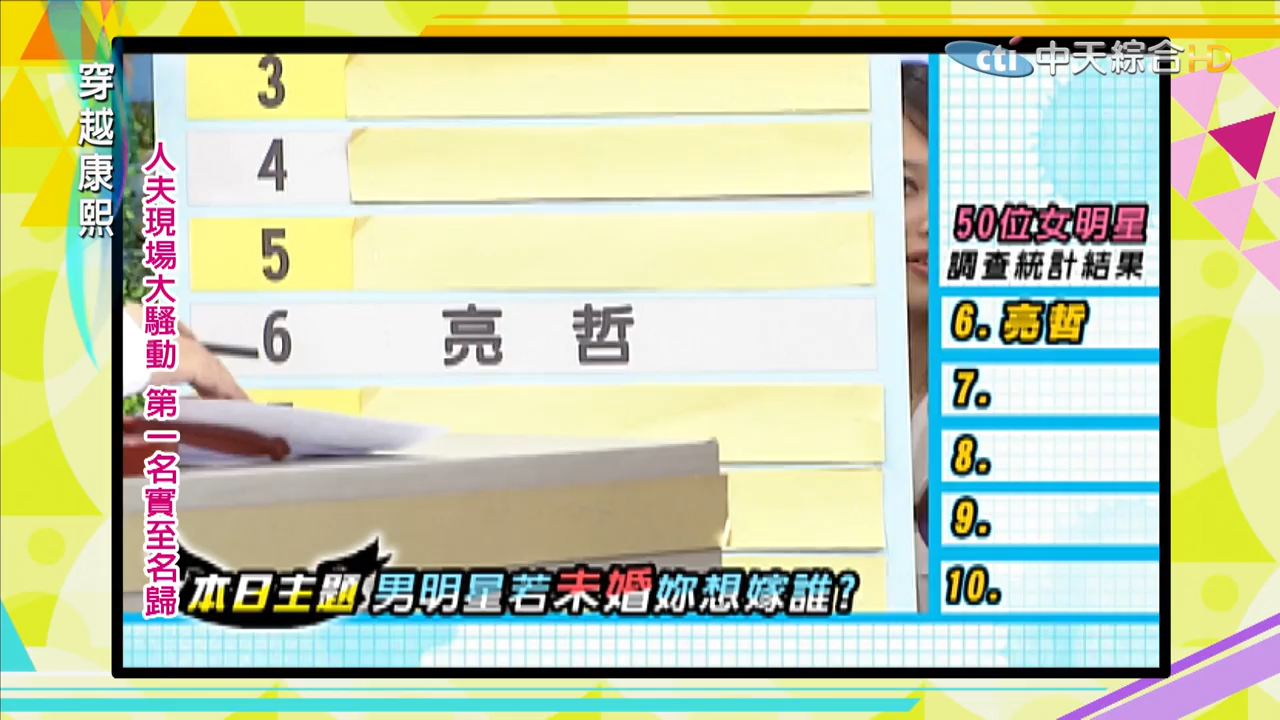 cti 中天綜合HD
穿越康熙
人夫現場大騷動 第一名實至名歸
3
4
5
6 亮 哲
50位女明星
調查統計結果
6. 亮哲
7.
8.
9.
10.
本日主題 男明星若未婚妳想嫁誰?